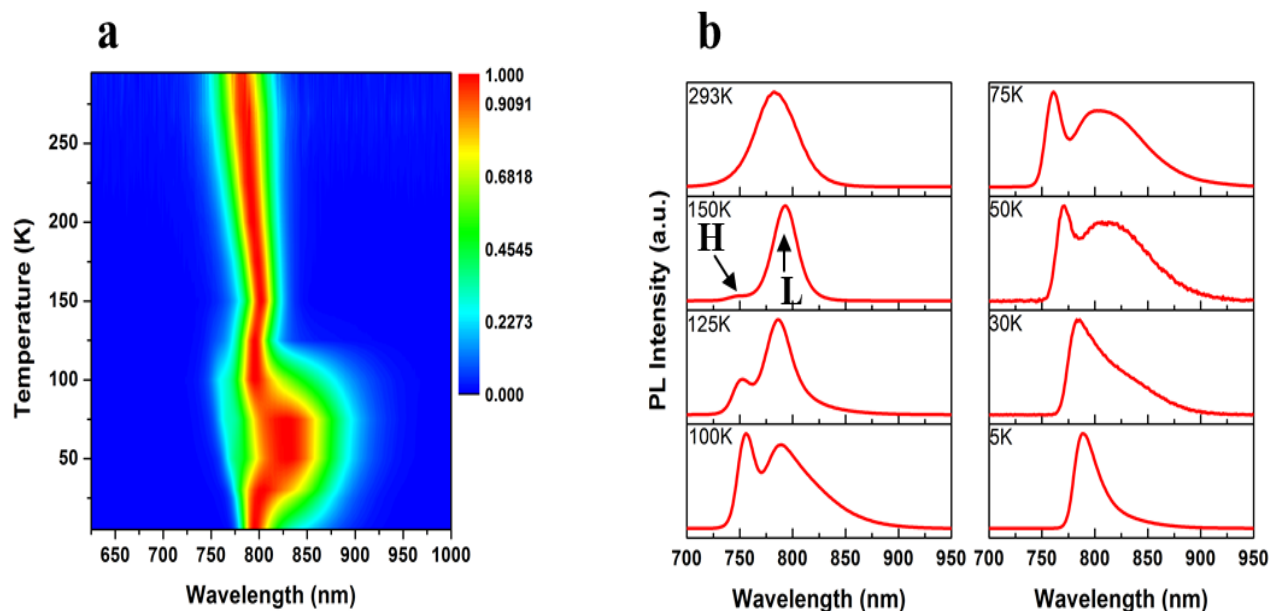 a
Temperature (K)
250
200
150
100
50
650 700 750 800 850 900 950 1000
Wavelength (nm)
1.000
0.9091
0.6818
0.4545
0.2273
0.000
b
PL Intensity (a.u.)
293K
150K
H
L
125K
100K
700 750 800 850 900 950
Wavelength (nm)
75K
50K
30K
5K
700 750 800 850 900 950
Wavelength (nm)